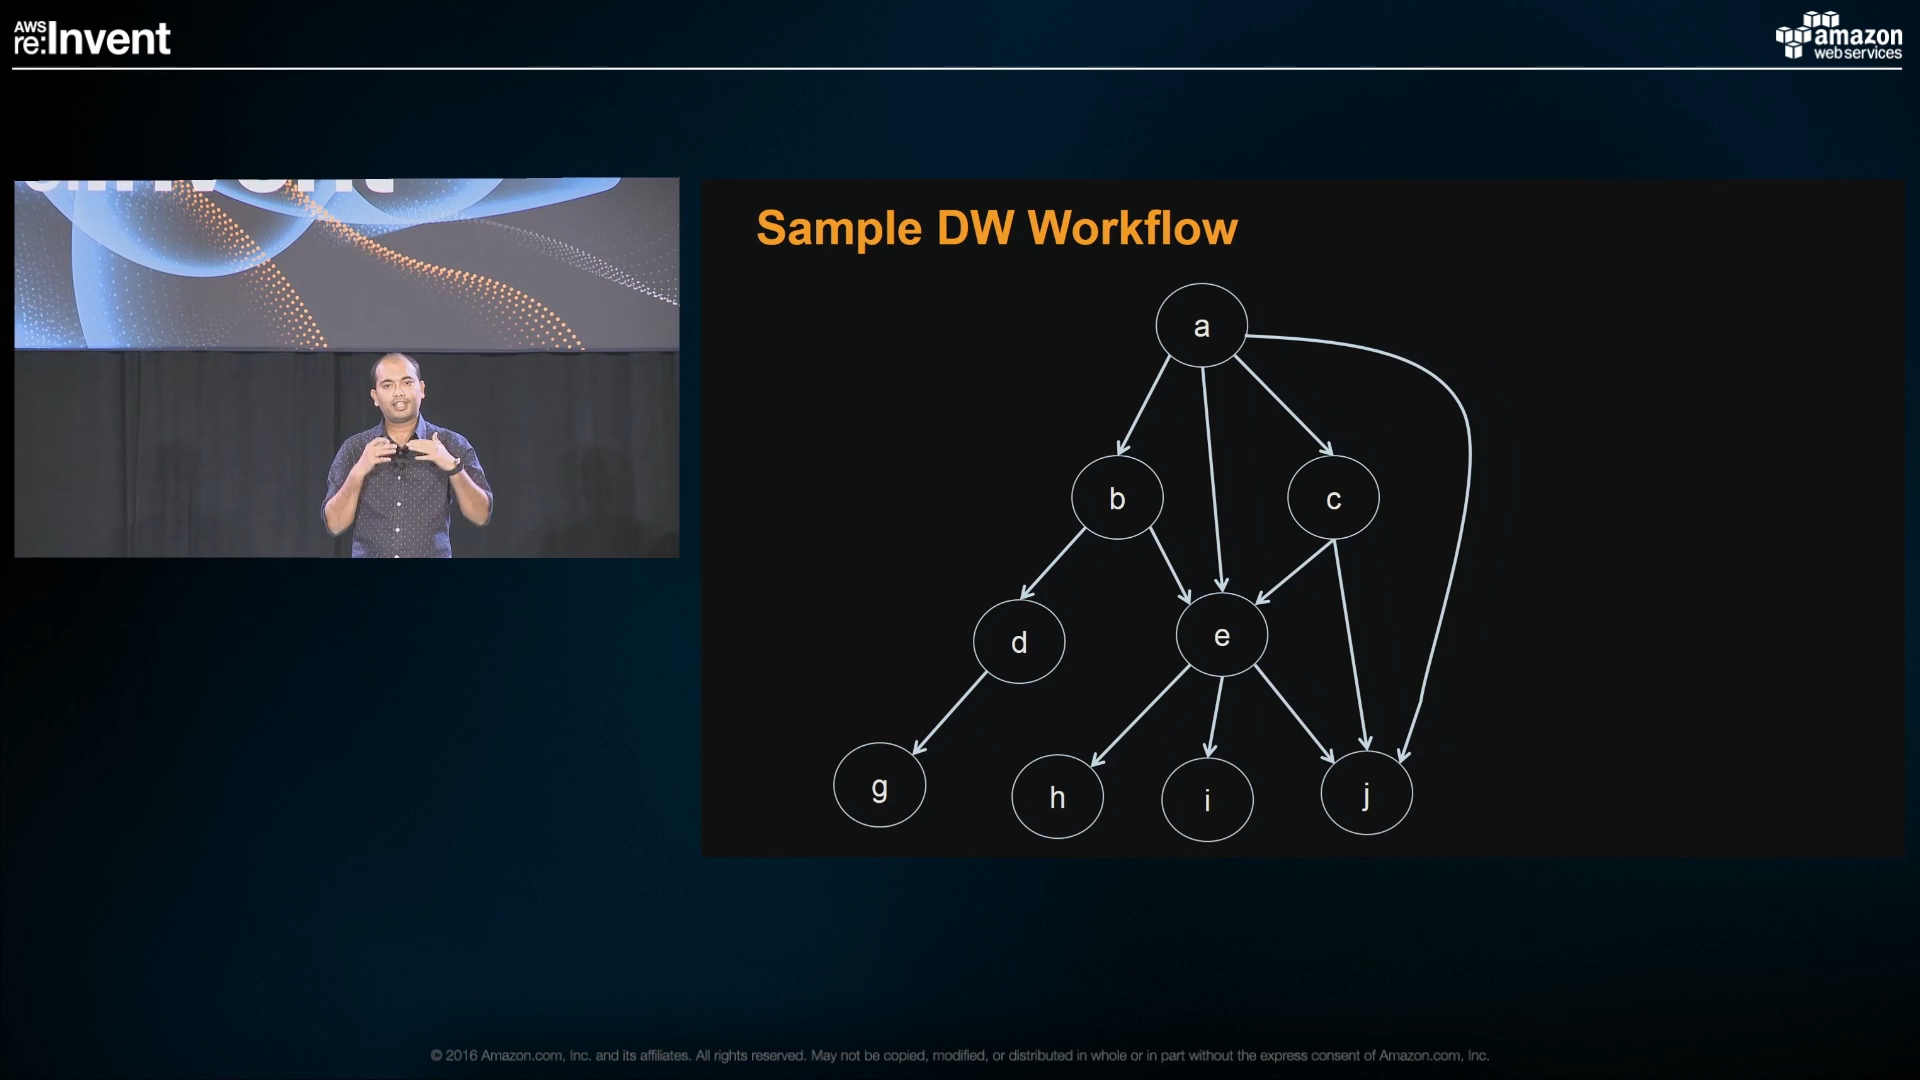 AWS
re:Invent
amazon
web services
Sample DW Workflow
a
b
c
d
e
g
h
i
j
© 2016 Amazon.com, Inc. and its affiliates. All rights reserved. May not be copied, modified, or distributed in whole or in part without the express consent of Amazon.com, Inc.